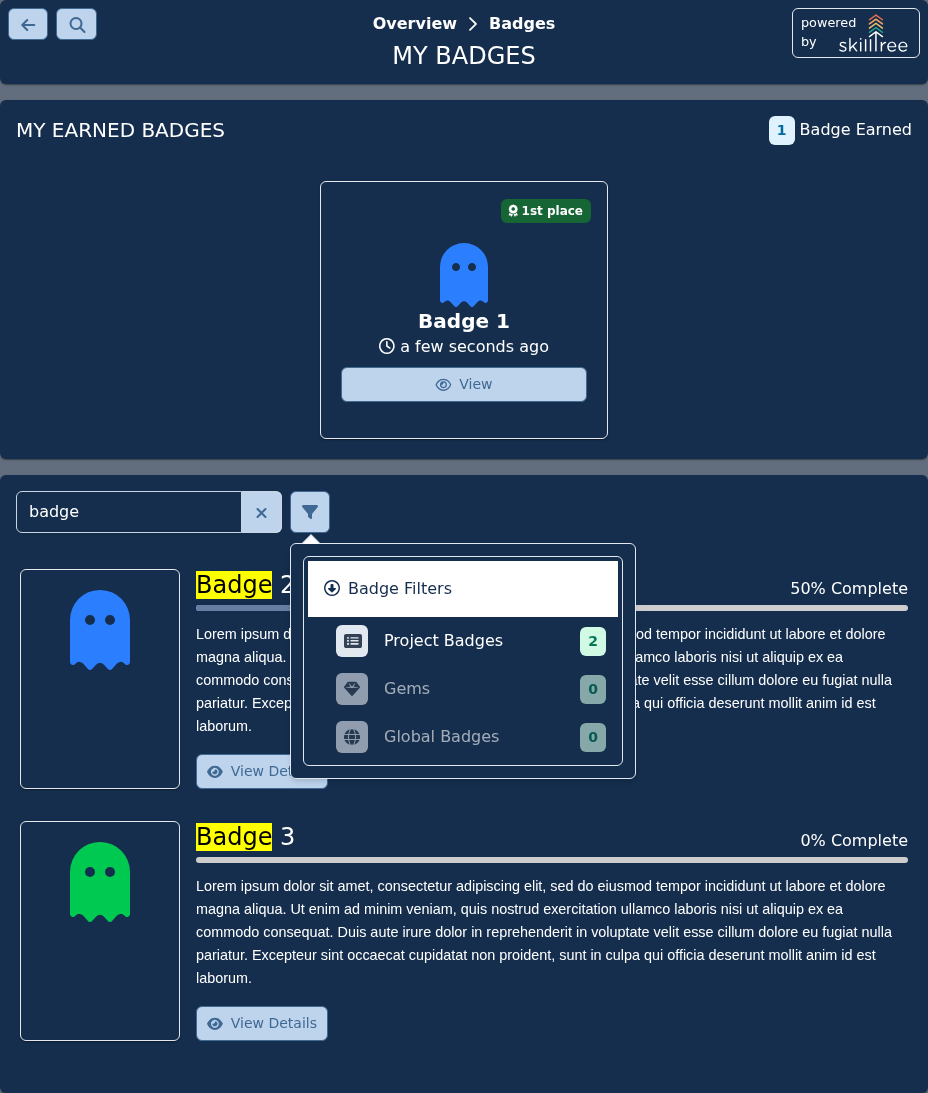 Overview > Badges
MY BADGES
powered by skilltree
MY EARNED BADGES
1 Badge Earned
1st place
Badge 1
a few seconds ago
View
badge
Badge Filters
Project Badges 2
Gems 0
Global Badges 0
Badge 2
50% Complete
Lorem ipsum d
od tempor incididunt ut labore et dolore
magna aliqua.
amco laboris nisi ut aliquip ex ea
commodo cons
ate velit esse cillum dolore eu fugiat nulla
pariatur. Excep
a qui officia deserunt mollit anim id est
laborum.
View Det
Badge 3
0% Complete
Lorem ipsum dolor sit amet, consectetur adipiscing elit, sed do eiusmod tempor incididunt ut labore et dolore
magna aliqua. Ut enim ad minim veniam, quis nostrud exercitation ullamco laboris nisi ut aliquip ex ea
commodo consequat. Duis aute irure dolor in reprehenderit in voluptate velit esse cillum dolore eu fugiat nulla
pariatur. Excepteur sint occaecat cupidatat non proident, sunt in culpa qui officia deserunt mollit anim id est
laborum.
View Details